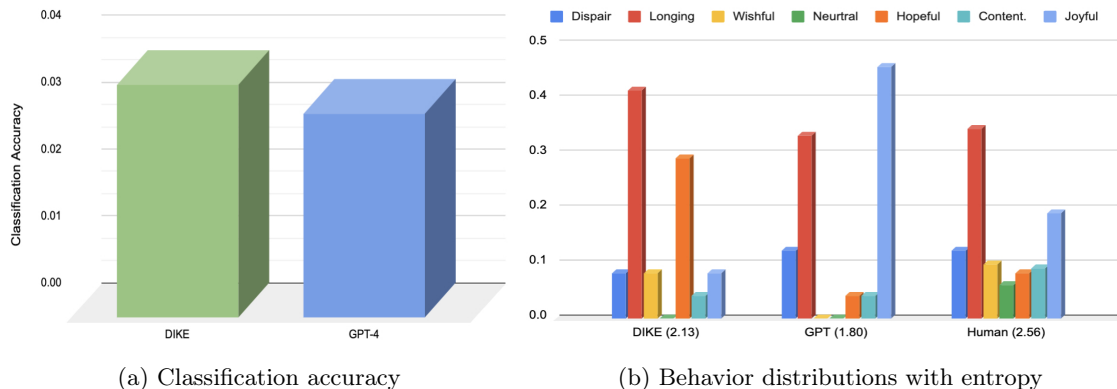 0.04
0.03
0.02
0.01
0.00
Classification Accuracy
DIKE
GPT-4
(a) Classification accuracy
Despair
Longing
Wishful
Neurtral
Hopeful
Content.
Joyful
0.5
0.4
0.3
0.2
0.1
0.0
DIKE (2.13)
GPT (1.80)
Human (2.56)
(b) Behavior distributions with entropy